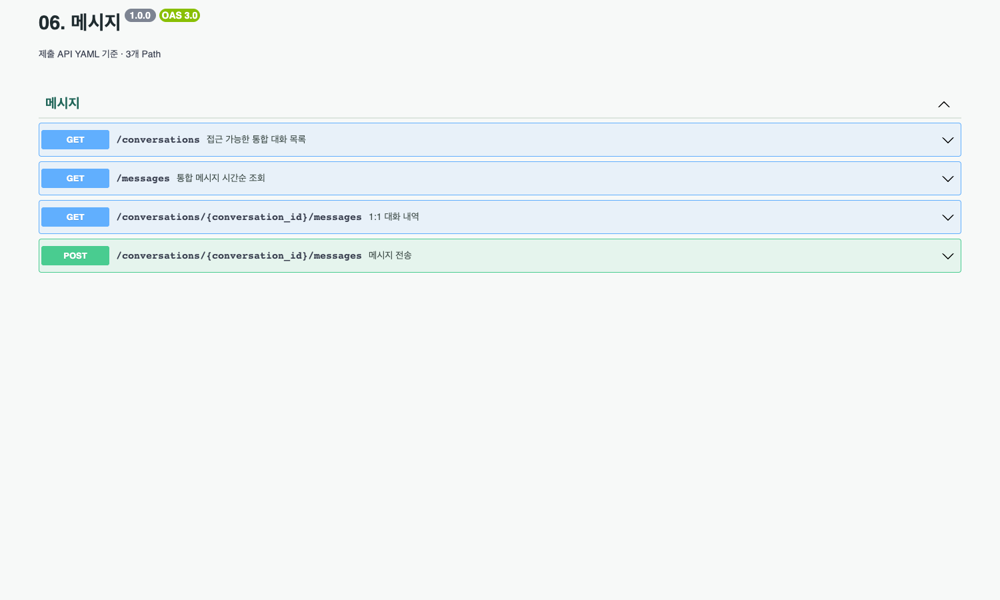 06. 메시지 1.0.0 OAS 3.0
제출 API YAML 기준 · 3개 Path
메시지
GET /conversations 접근 가능한 통합 대화 목록
GET /messages 통합 메시지 시간순 조회
GET /conversations/{conversation_id}/messages 1:1 대화 내역
POST /conversations/{conversation_id}/messages 메시지 전송